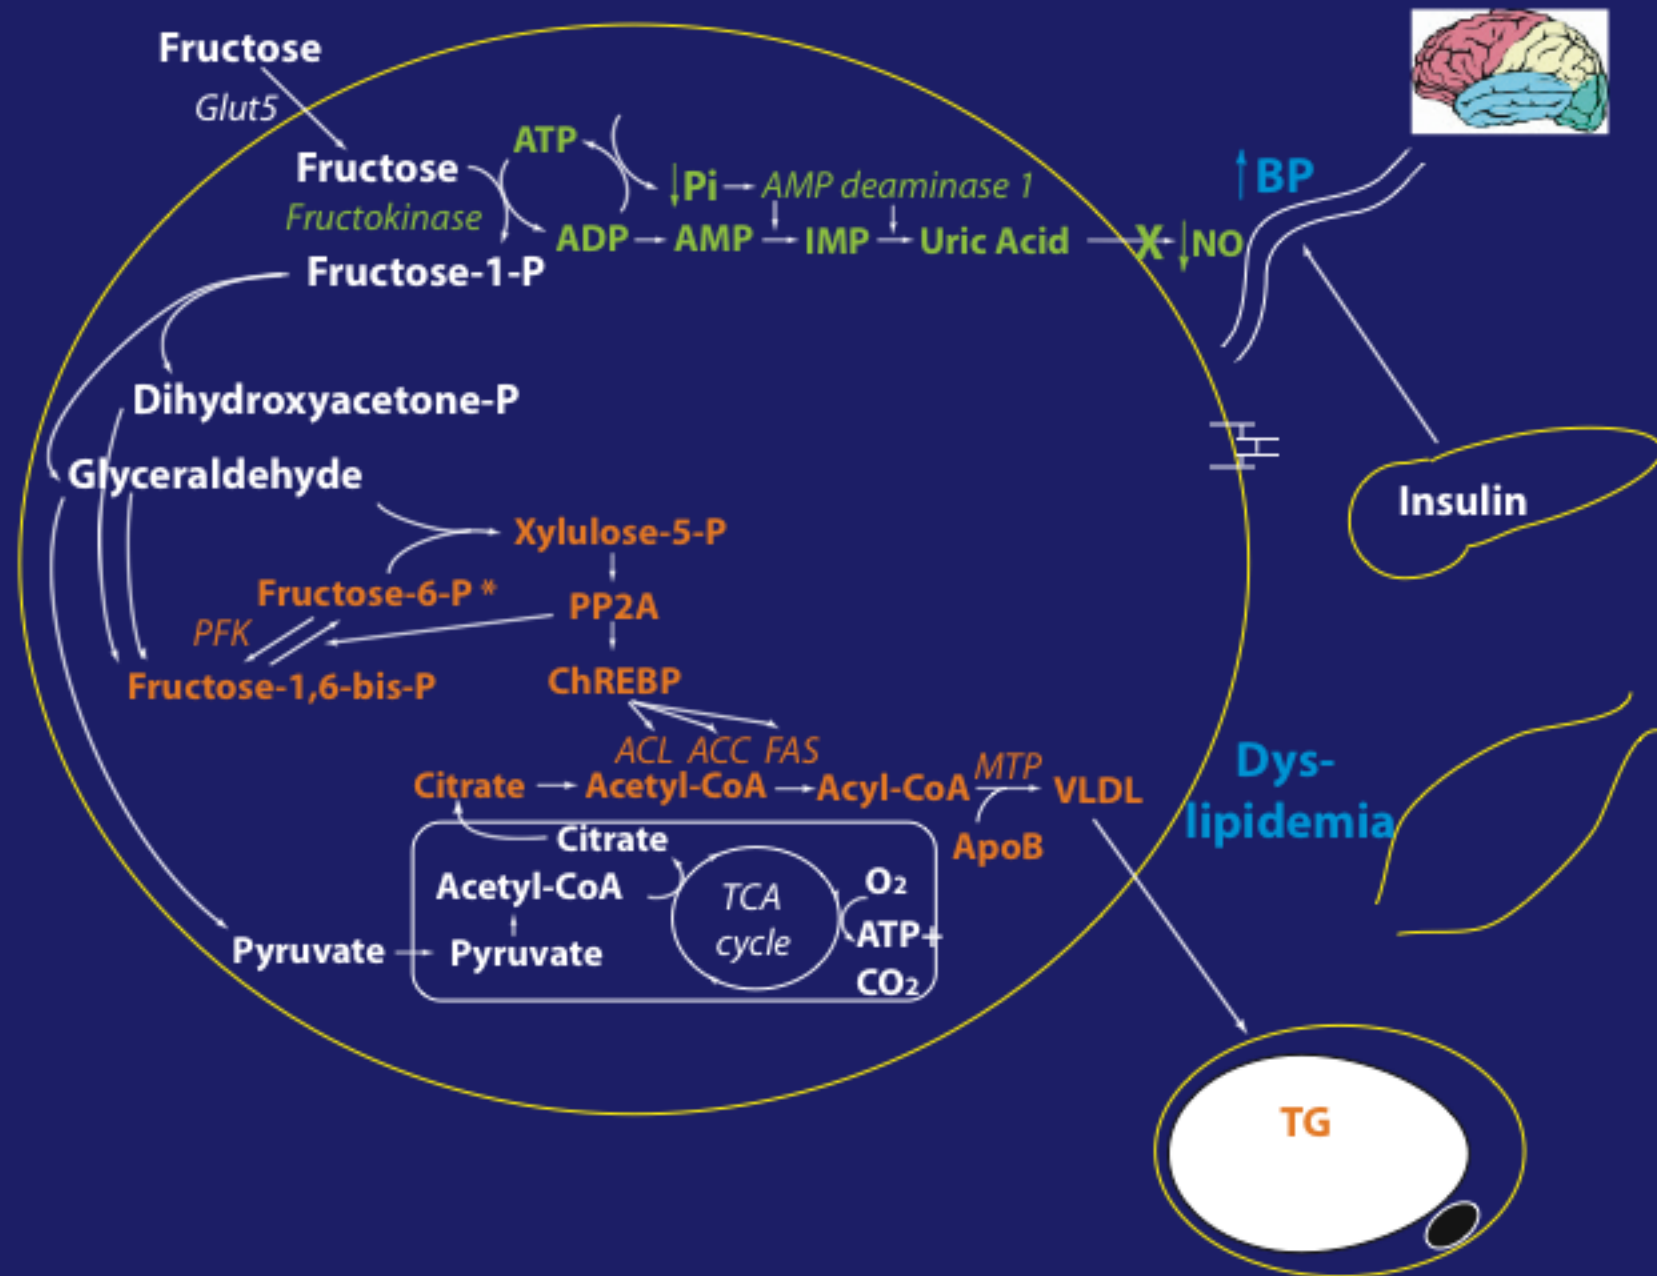 Fructose
Glut5
Fructose
Fructokinase
ATP
↓Pi
AMP deaminase 1
ADP
AMP
IMP
Uric Acid
X
↓NO
↑BP
Fructose-1-P
Dihydroxyacetone-P
Glyceraldehyde
Insulin
Xylulose-5-P
Fructose-6-P *
PP2A
PFK
Fructose-1,6-bis-P
ChREBP
ACL ACC FAS
MTP
Citrate
Acetyl-CoA
Acyl-CoA
VLDL
ApoB
Dys-
lipidemia
Citrate
Acetyl-CoA
TCA
cycle
O2
ATP+
CO2
Pyruvate
Pyruvate
TG